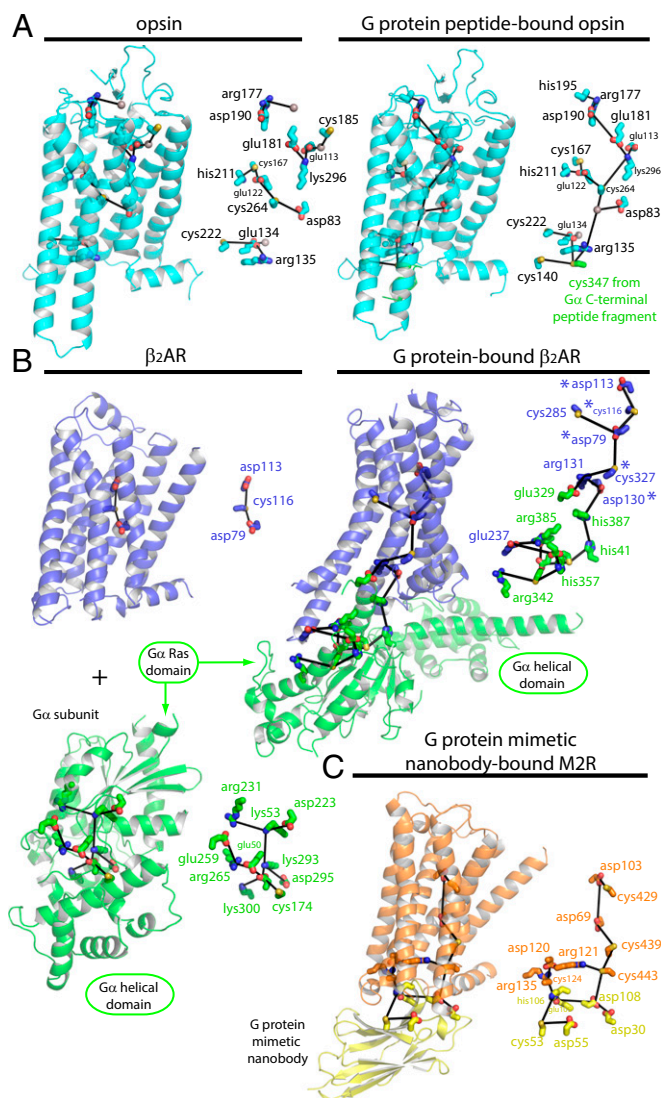 A
opsin
arg177
asp190
cys185
glu181
glu113
cys167
lys296
his211
glu122
cys264
asp83
cys222
glu134
arg135
G protein peptide-bound opsin
his195
arg177
asp190
glu181
glu113
cys167
lys296
his211
glu122
cys264
asp83
cys222
glu134
arg135
cys140
cys347 from
Gα C-terminal
peptide fragment
B
β2AR
asp113
cys116
asp79
G protein-bound β2AR
*asp113
cys285
*cys116
*asp79
*
cys327
arg131
asp130*
glu329
arg385
his387
glu237
his41
his357
arg342
+
Gα Ras
domain
Gα helical
domain
Gα subunit
arg231
lys53
asp223
glu50
glu259
lys293
arg265
asp295
lys300
cys174
Gα helical
domain
G protein mimetic
C nanobody-bound M2R
asp103
cys429
asp69
asp120
arg121
cys439
arg135
cys124
cys443
his106
asp108
cys53
asp55
asp30
G protein
mimetic
nanobody